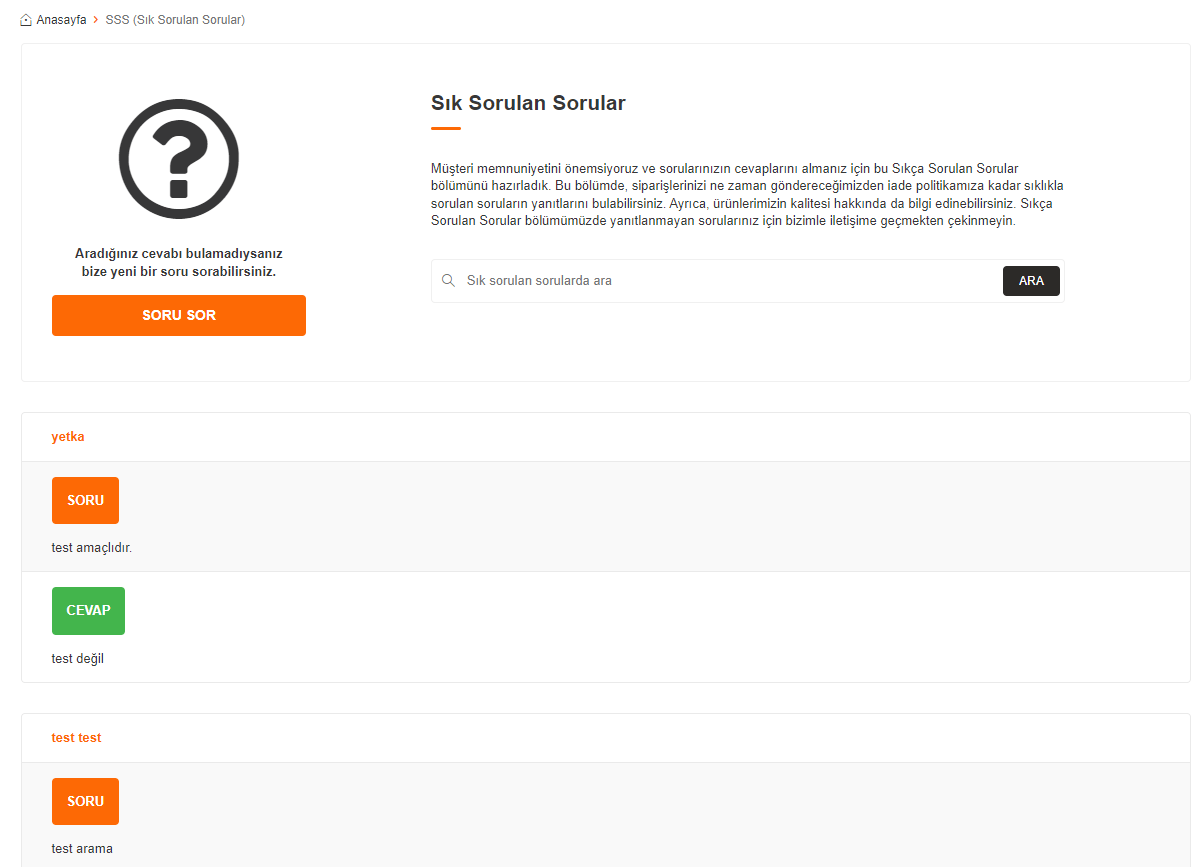 Anasayfa > SSS (Sık Sorulan Sorular)
Aradığınız cevabı bulamadıysanız
bize yeni bir soru sorabilirsiniz.
SORU SOR
Sık Sorulan Sorular
Müşteri memnuniyetini önemsiyoruz ve sorularınızın cevaplarını almanız için bu Sıkça Sorulan Sorular
bölümünü hazırladık. Bu bölümde, siparişlerinizi ne zaman göndereceğimizden iade politikamıza kadar sıklıkla
sorulan soruların yanıtlarını bulabilirsiniz. Ayrıca, ürünlerimizin kalitesi hakkında da bilgi edinebilirsiniz. Sıkça
Sorulan Sorular bölümümüzde yanıtlanmayan sorularınız için bizimle iletişime geçmekten çekinmeyin.
Sık sorulan sorularda ara
ARA
yetka
SORU
test amaçlıdır.
CEVAP
test değil
test test
SORU
test arama